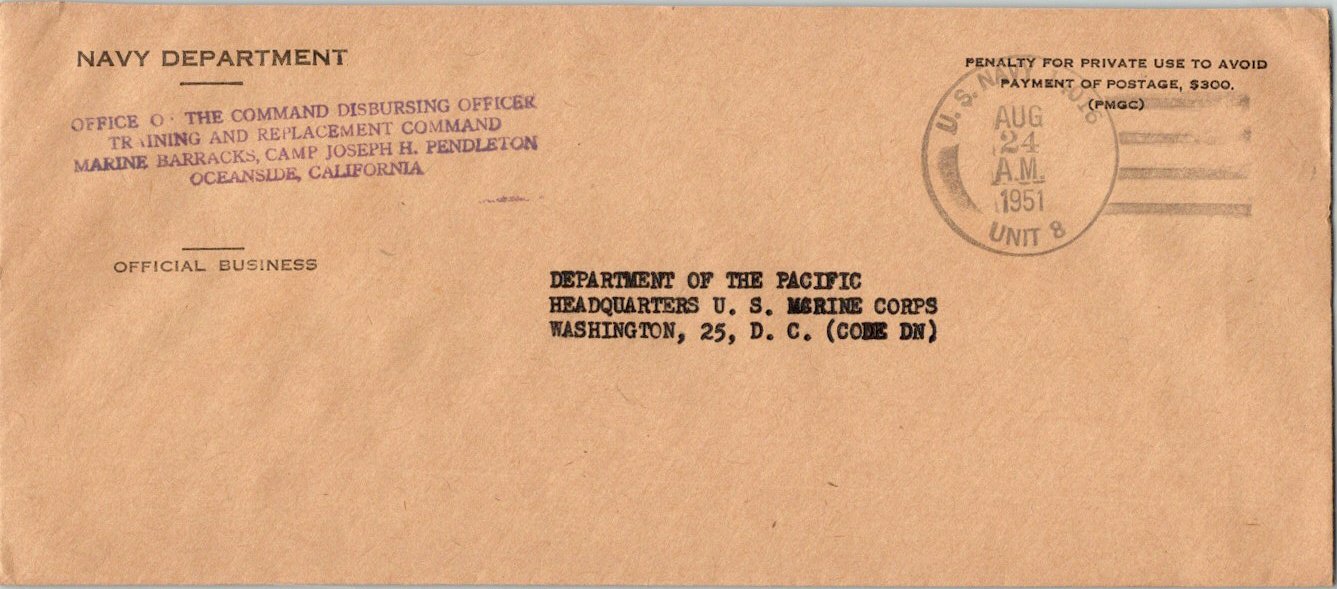 NAVY DEPARTMENT
OFFICE O THE COMMAND DISBURSING OFFICER
TRAINING AND REPLACEMENT COMMAND
MARINE BARRACKS, CAMP JOSEPH H. PENDLETON
OCEANSIDE, CALIFORNIA
OFFICIAL BUSINESS
PENALTY FOR PRIVATE USE TO AVOID
PAYMENT OF POSTAGE, $300.
(PMGC)
U.S. NAVY
AUG
24
A.M.
1951
UNIT 8
DEPARTMENT OF THE PACIFIC
HEADQUARTERS U. S. MARINE CORPS
WASHINGTON, 25, D. C. (CODE DN)